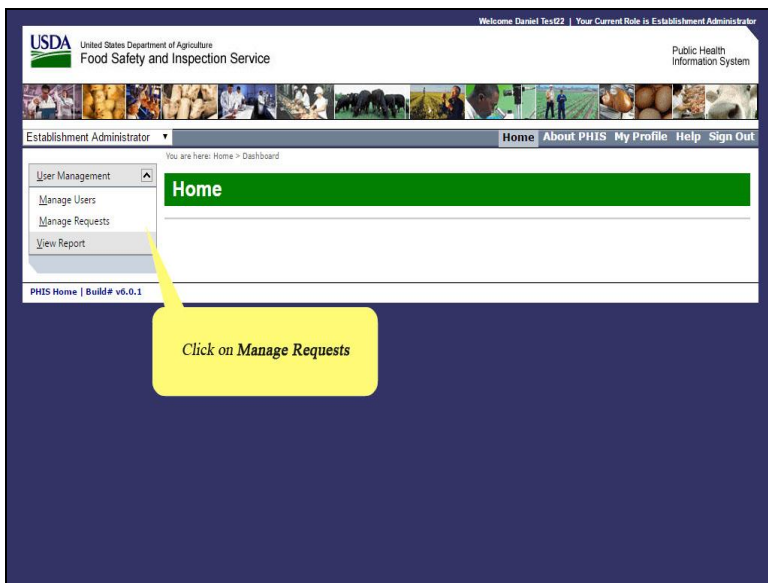 Welcome Daniel Test22 | Your Current Role is Establishment Administrator
USDA
United States Department of Agriculture
Food Safety and Inspection Service
Public Health
Information System
Establishment Administrator
Home About PHIS My Profile Help Sign Out
You are here: Home > Dashboard
User Management
Home
Manage Users
Manage Requests
View Report
PHIS Home | Build# v6.0.1
Click on Manage Requests